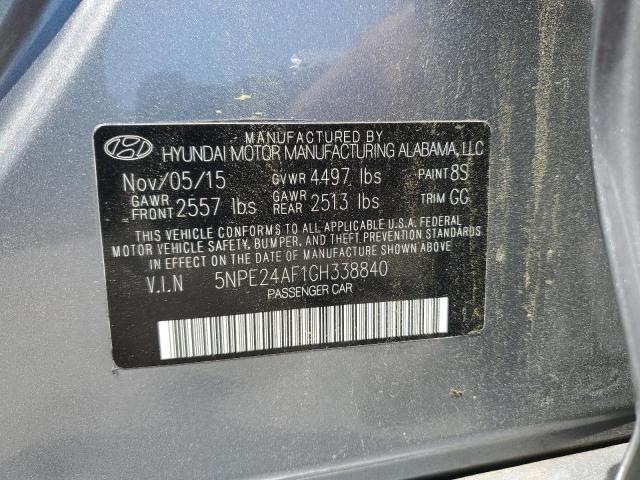 MANUFACTURED BY
HYUNDAI MOTOR MANUFACTURING ALABAMA, LLC
Nov/05/15 GVWR 4497 lbs PAINT 8S
GAWR FRONT 2557 lbs GAWR REAR 2513 lbs TRIM GG
THIS VEHICLE CONFORMS TO ALL APPLICABLE U.S.A. FEDERAL
MOTOR VEHICLE SAFETY, BUMPER, AND THEFT PREVENTION
STANDARDS IN EFFECT ON THE DATE OF MANUFACTURE SHOWN ABOVE.
V.I.N 5NPE24AF1GH338840
PASSENGER CAR